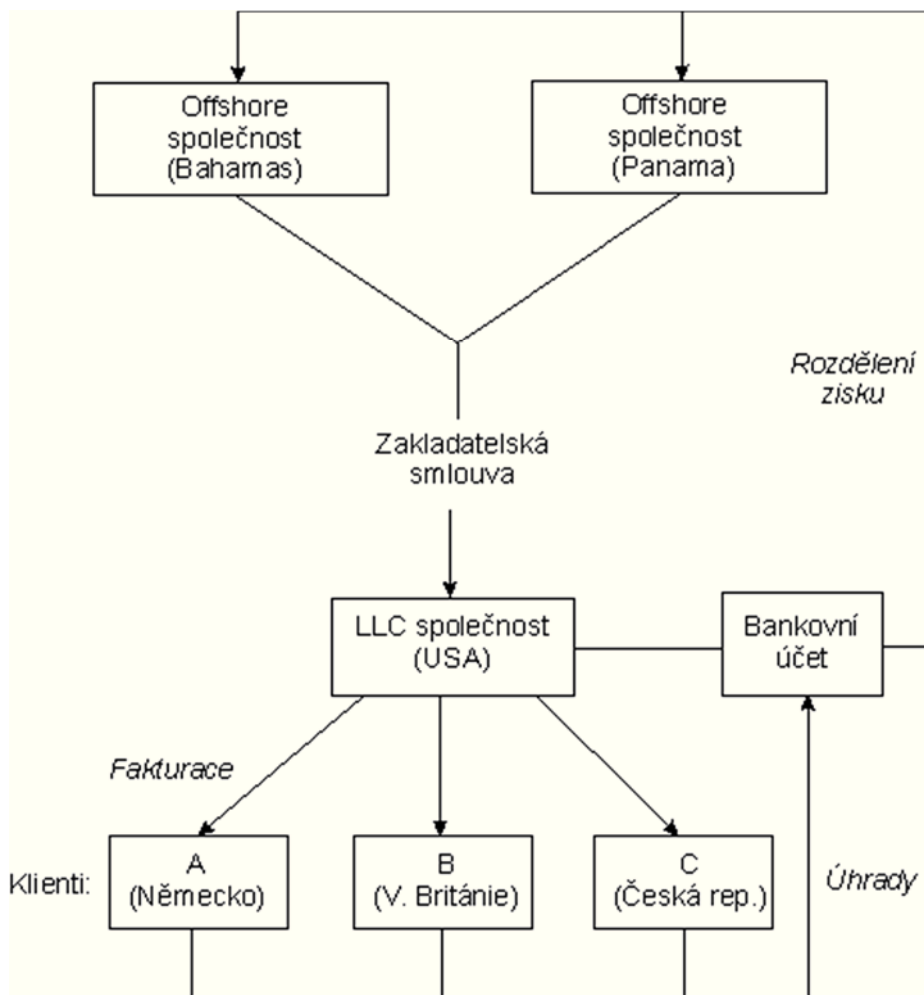 Offshore
společnost
(Bahamas)
Offshore
společnost
(Panama)
Rozdělení
zisku
Zakladatelská
smlouva
LLC společnost
(USA)
Bankovní
účet
Fakturace
Klienti:
A
(Německo)
B
(V. Británie)
C
(Česká rep.)
Úhrady